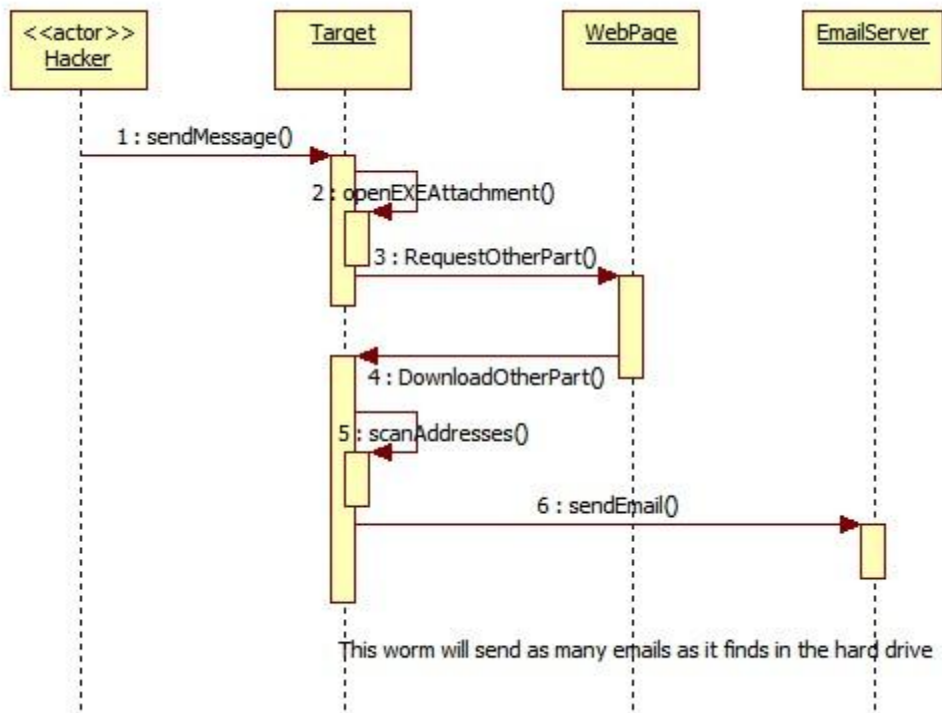 <<actor>>
Hacker
Target
WebPage
EmailServer
1 : sendMessage()
2 : openEXEAttachment()
3 : RequestOtherPart()
4 : DownloadOtherPart()
5 : scanAddresses()
6 : sendEmail()
This worm will send as many emails as it finds in the hard drive